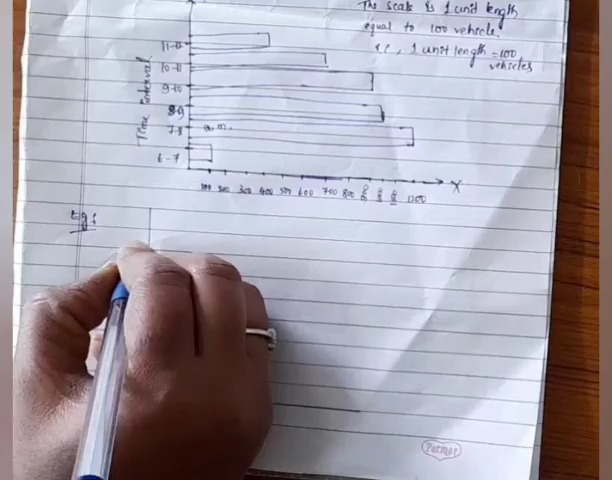 The scale is 1 unit length
equal to 100 vehicle.
i.e., 1 unit length = 100
vehicles
Time interval
11-12
10-11
9-10
8-9
7-8
a.m.
6-7
100 200 300 400 500 600 700 800 1200
X
Eg:
Parmar